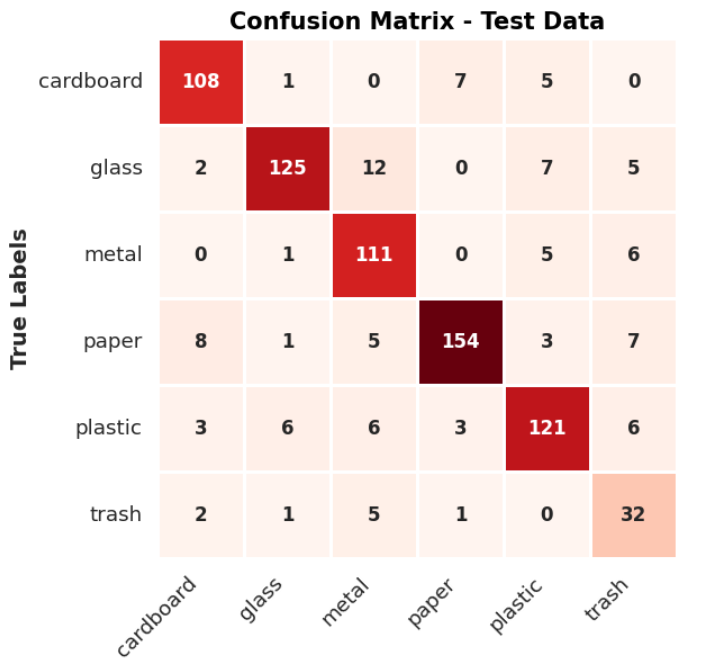 Confusion Matrix - Test Data
True Labels
cardboard 108 1 0 7 5 0
glass 2 125 12 0 7 5
metal 0 1 111 0 5 6
paper 8 1 5 154 3 7
plastic 3 6 6 3 121 6
trash 2 1 5 1 0 32
cardboard glass metal paper plastic trash